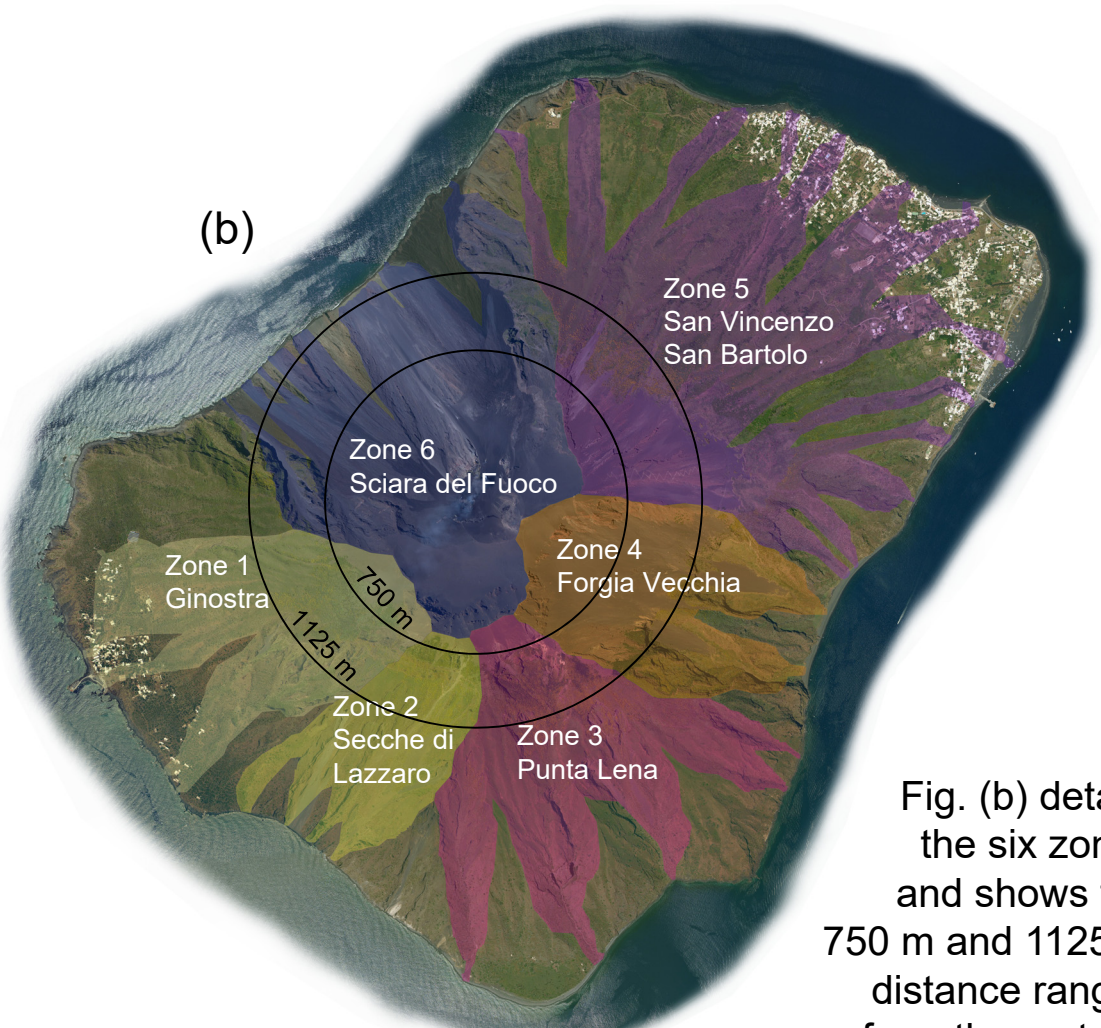 (b)
Zone 5
San Vincenzo
San Bartolo
Zone 6
Sciara del Fuoco
Zone 4
Forgia Vecchia
Zone 1
Ginostra
750 m
1125 m
Zone 2
Secche di
Lazzaro
Zone 3
Punta Lena
Fig. (b) deta
the six zon
and shows
750 m and 1125
distance rang